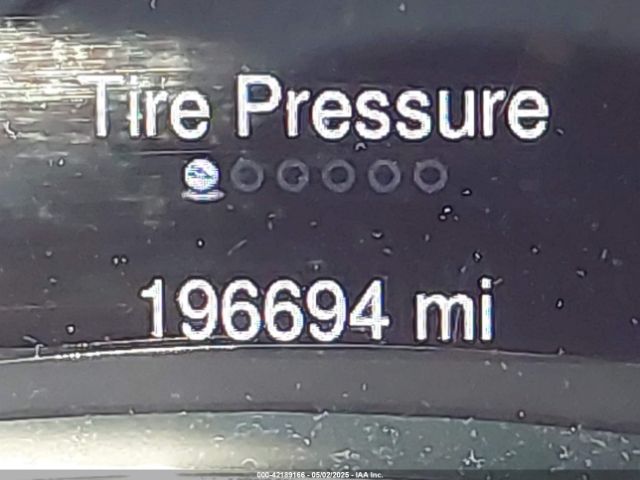 Tire Pressure
196694 mi
000-42189166 - 05/02/2025 - IAA Inc.